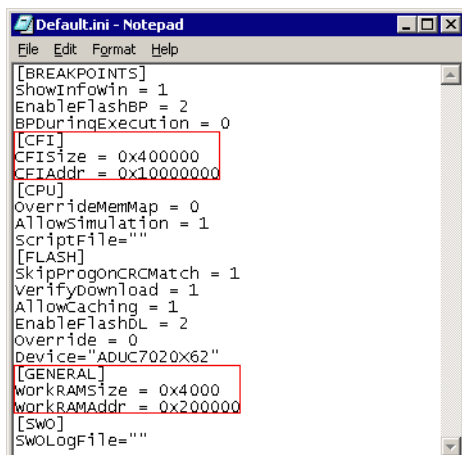 Default.ini - Notepad
File Edit Format Help
[BREAKPOINTS]
ShowInfoWin = 1
EnableFlashBP = 2
BPDuringExecution = 0
[CFI]
CFISize = 0x400000
CFIAddr = 0x10000000
[CPU]
OverrideMemMap = 0
AllowSimulation = 1
ScriptFile=""
[FLASH]
SkipProgOnCRCMatch = 1
VerifyDownload = 1
AllowCaching = 1
EnableFlashDL = 2
Override = 0
Device="ADUC7020X62"
[GENERAL]
WorkRAMSize = 0x4000
WorkRAMAddr = 0x200000
[SWO]
SWOLogFile=""